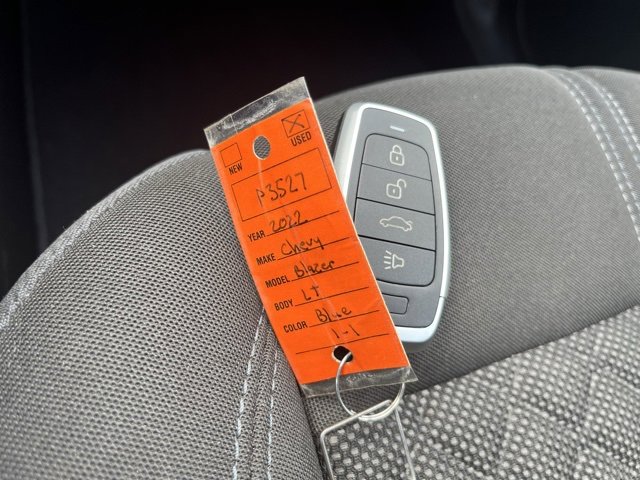 NEW
USED
P3527
YEAR 2022
MAKE Chevy
MODEL Blazer
BODY LT
COLOR Blue
1-1